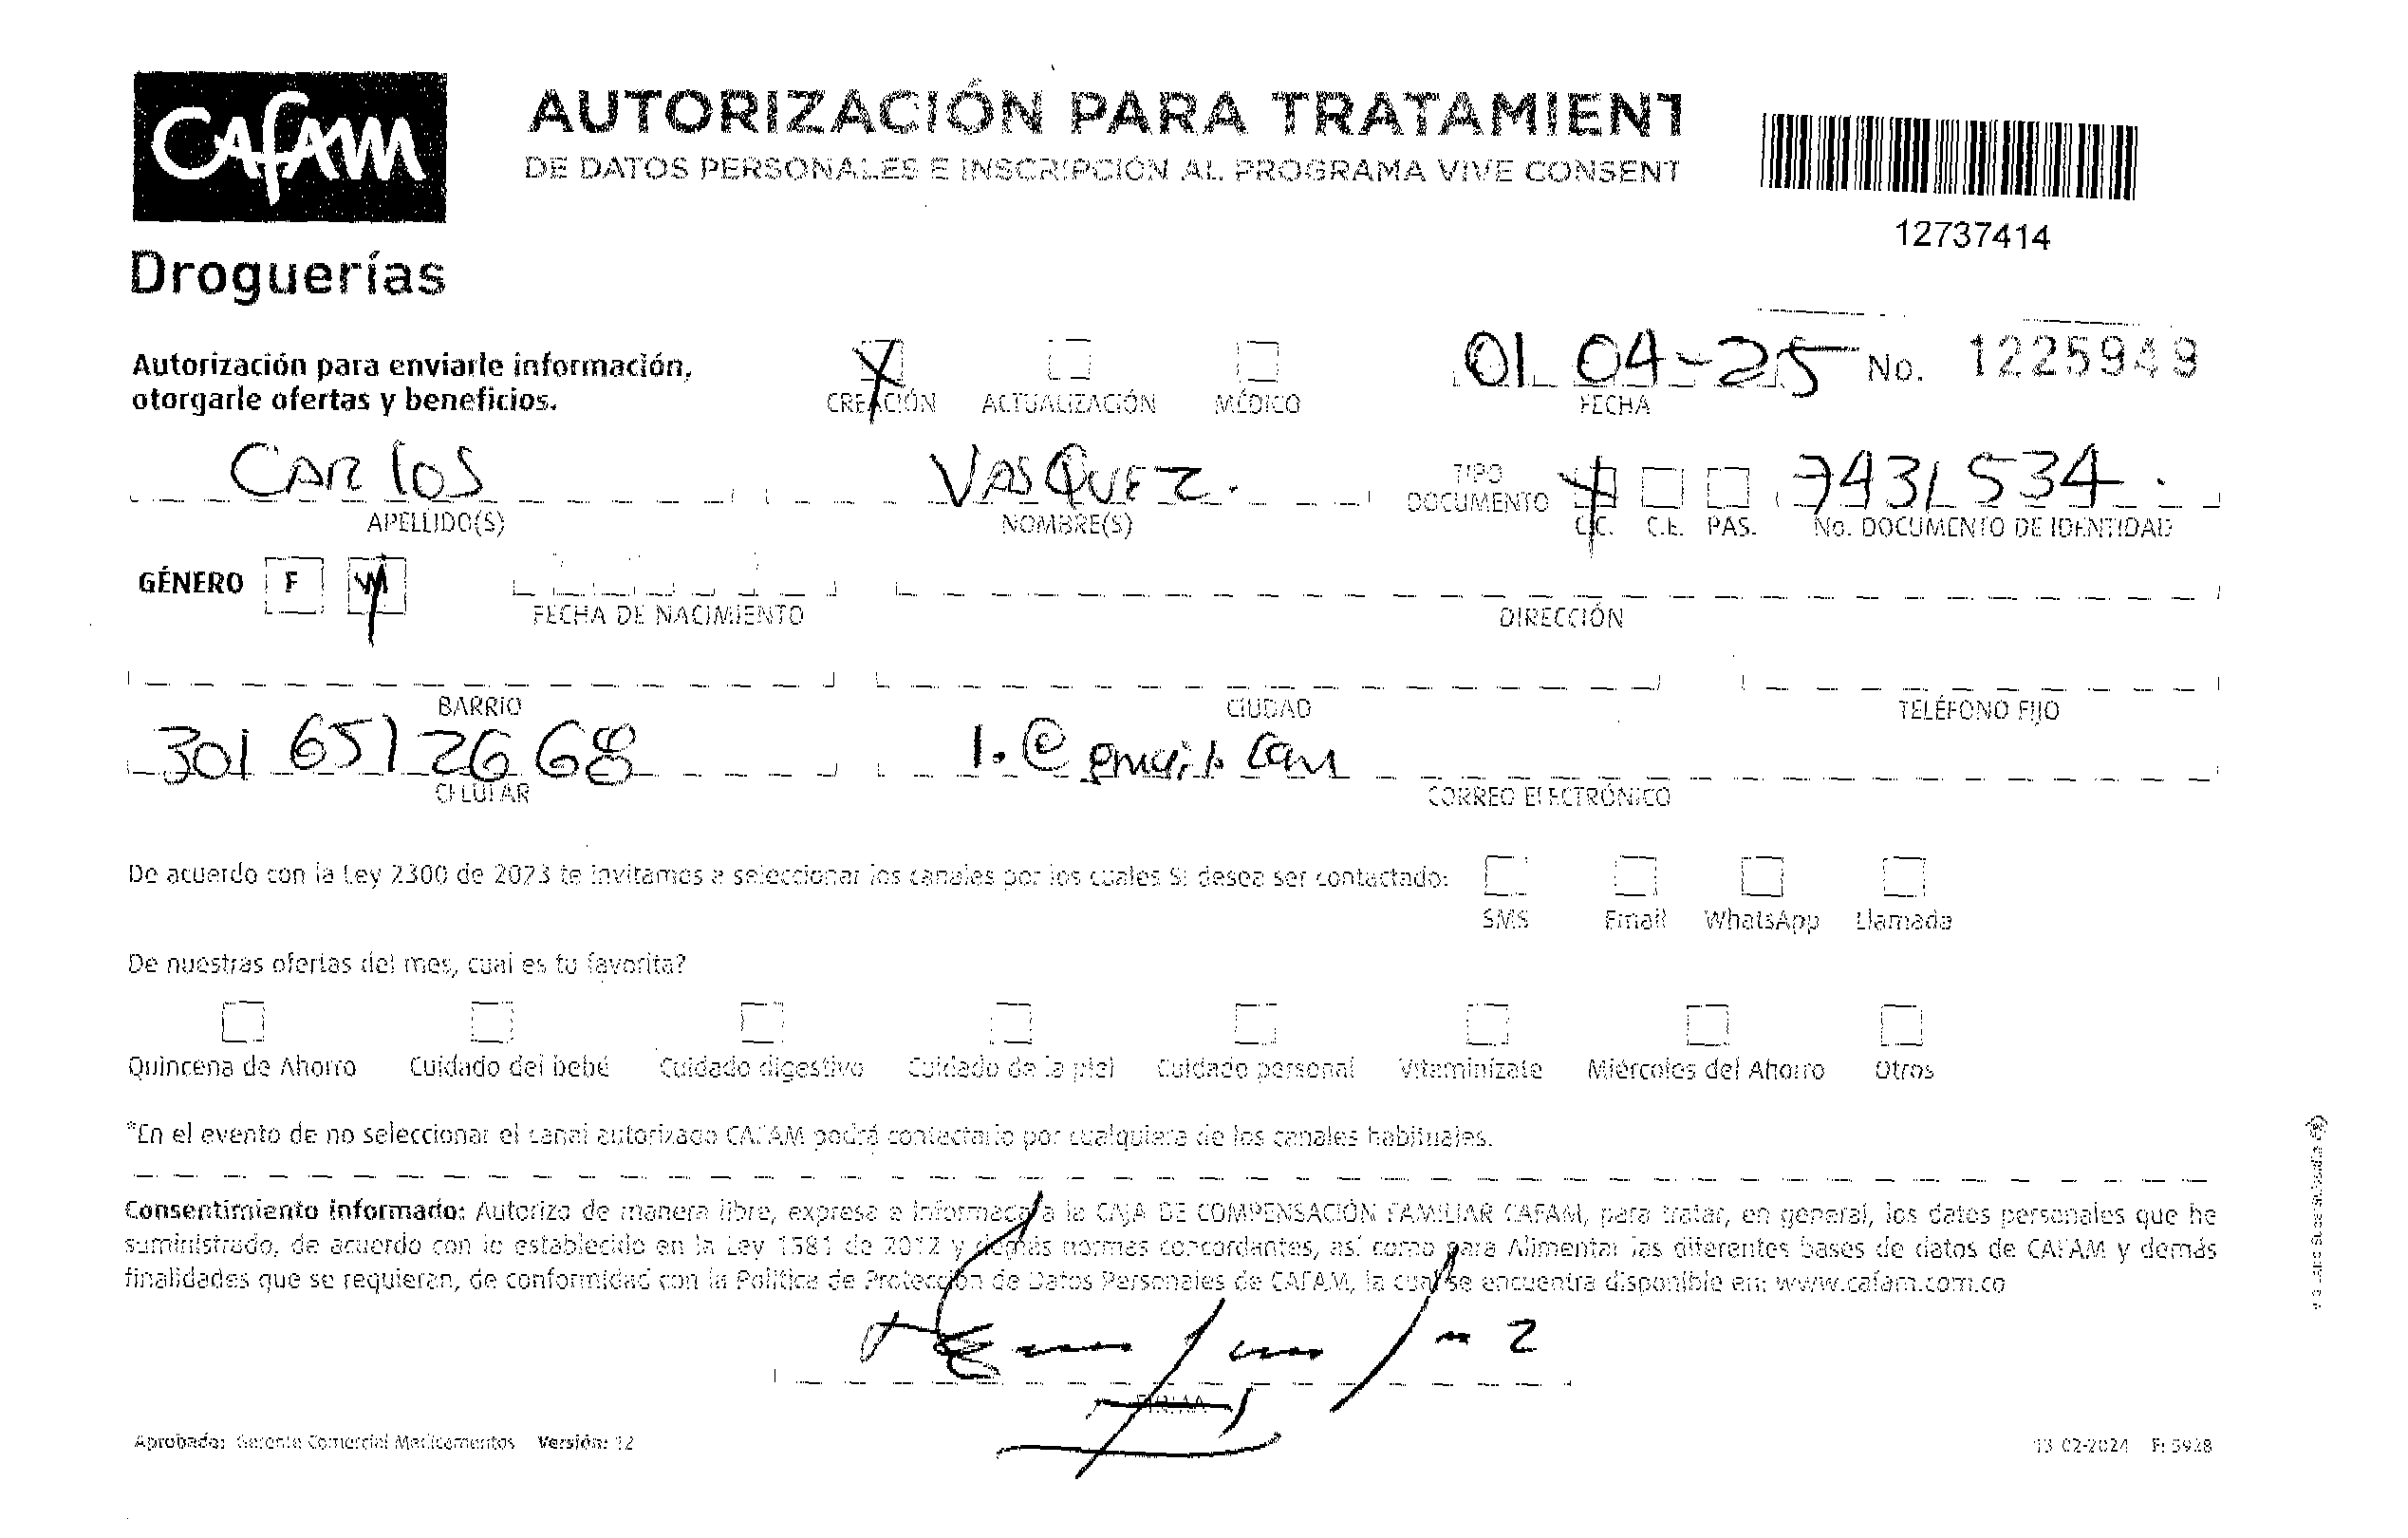 Cafam
Droguerías
AUTORIZACIÓN PARA TRATAMIENT
DE DATOS PERSONALES E INSCRIPCIÓN AL PROGRAMA VIVE CONSENT
12737414
Autorización para enviarle información,
otorgarle ofertas y beneficios.
CREACIÓN ACTUALIZACIÓN MÉDICO
01 04-25
FECHA
No. 1225949
CARlOS VASQUEZ.
APELLIDO(S) NOMBRE(S)
TIPO
DOCUMENTO
C.C. C.E. PAS.
7431534.
No. DOCUMENTO DE IDENTIDAD
GÉNERO F M
FECHA DE NACIMIENTO DIRECCIÓN
BARRIO CIUDAD TELÉFONO FIJO
301 6512668 1.@
CELULAR CORREO ELECTRÓNICO
De acuerdo con la Ley 2300 de 2023 te invitamos a seleccionar los canales por los cuales SI desea ser contactado:
SMS Email WhatsApp Llamada
De nuestras ofertas del mes, cual es tu favorita?
Quincena de Ahorro Cuidado del bebé Cuidado digestivo Cuidado de la piel Cuidado personal Vitaminízate Miércoles del Ahorro Otros
*En el evento de no seleccionar el canal autorizado CAFAM podrá contactarlo por cualquiera de los canales habituales.
Consentimiento informado: Autorizo de manera libre, expresa e informada a la CAJA DE COMPENSACIÓN FAMILIAR CAFAM, para tratar, en general, los datos personales que he
suministrado, de acuerdo con lo establecido en la Ley 1581 de 2012 y demás normas concordantes, así como para Alimentar las diferentes bases de datos de CAFAM y demás
finalidades que se requieran, de conformidad con la Política de Protección de Datos Personales de CAFAM, la cual se encuentra disponible en: www.cafam.com.co
FIRMA
Aprobado: Gerente Comercial Medicamentos Versión: 12
13-02-2024 F: 5928